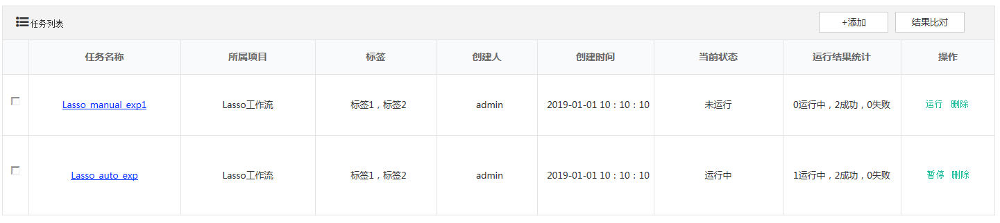 任务列表
+添加 结果比对
任务名称 所属项目 标签 创建人 创建时间 当前状态 运行结果统计 操作
Lasso_manual_exp1 Lasso工作流 标签1，标签2 admin 2019-01-01 10：10：10 未运行 0运行中，2成功，0失败 运行 删除
Lasso_auto_exp Lasso工作流 标签1，标签2 admin 2019-01-01 10：10：10 运行中 1运行中，2成功，0失败 暂停 删除